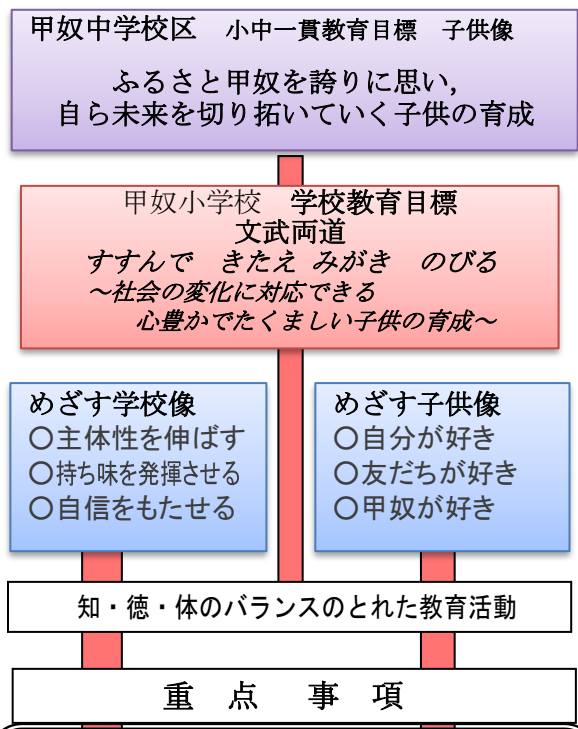 甲奴中学校区　小中一貫教育目標　子供像
ふるさと甲奴を誇りに思い，
自ら未来を切り拓いていく子供の育成
甲奴小学校　学校教育目標
文武両道
すすんで　きたえ みがき　のびる
～社会の変化に対応できる
心豊かでたくましい子供の育成～
めざす学校像
〇主体性を伸ばす
〇持ち味を発揮させる
〇自信をもたせる
めざす子供像
〇自分が好き
〇友だちが好き
〇甲奴が好き
知・徳・体のバランスのとれた教育活動
重　点　事　項